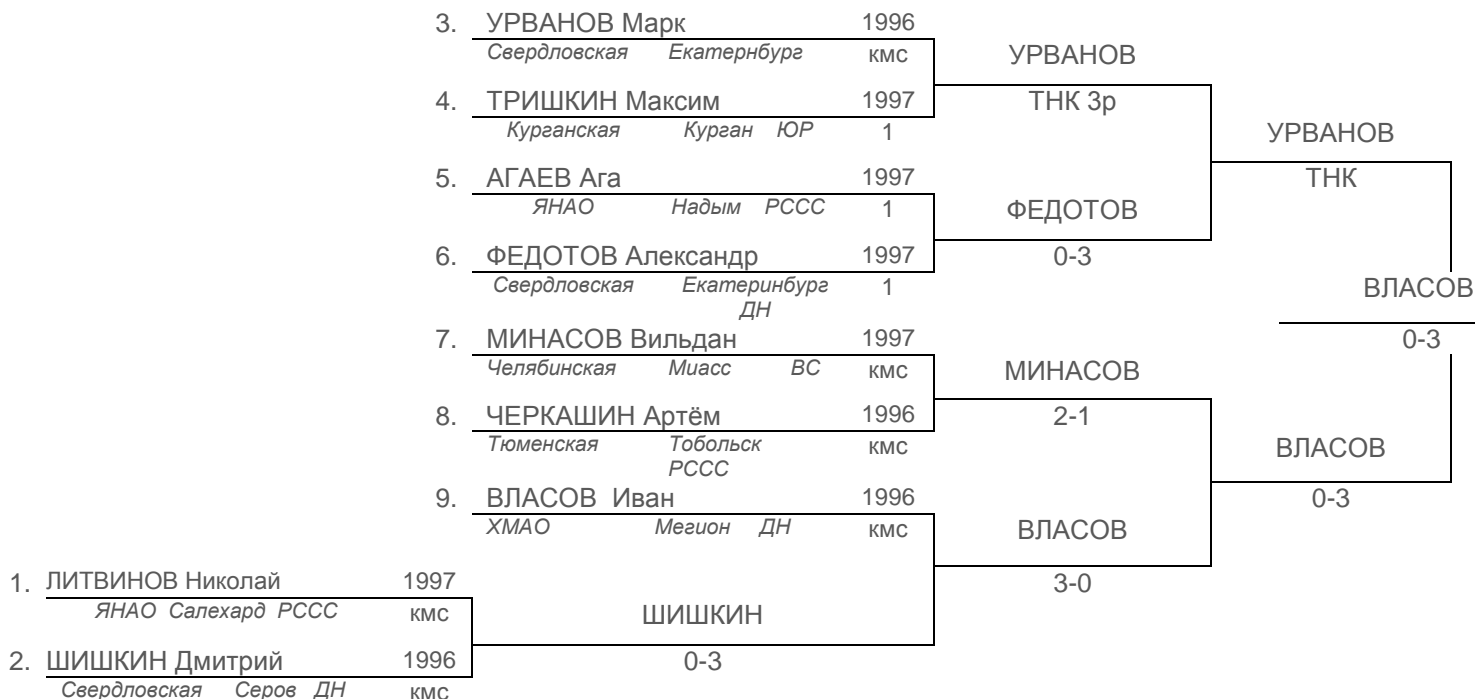 3. УРВАНОВ Марк 1996
Свердловская Екатернбург кмс
УРВАНОВ
4. ТРИШКИН Максим 1997
ТНК 3р
Курганская Курган ЮР 1
УРВАНОВ
5. АГАЕВ Ага 1997
ТНК
ЯНАО Надым РССС 1
ФЕДОТОВ
6. ФЕДОТОВ Александр 1997
0-3
Свердловская Екатеринбург 1
ДН
ВЛАСОВ
7. МИНАСОВ Вильдан 1997
0-3
Челябинская Миасс ВС кмс
МИНАСОВ
8. ЧЕРКАШИН Артём 1996
2-1
Тюменская Тобольск кмс
РССС
ВЛАСОВ
9. ВЛАСОВ Иван 1996
0-3
ХМАО Мегион ДН кмс
ВЛАСОВ
1. ЛИТВИНОВ Николай 1997
3-0
ЯНАО Салехард РССС кмс
ШИШКИН
2. ШИШКИН Дмитрий 1996
0-3
Свердловская Серов ДН кмс